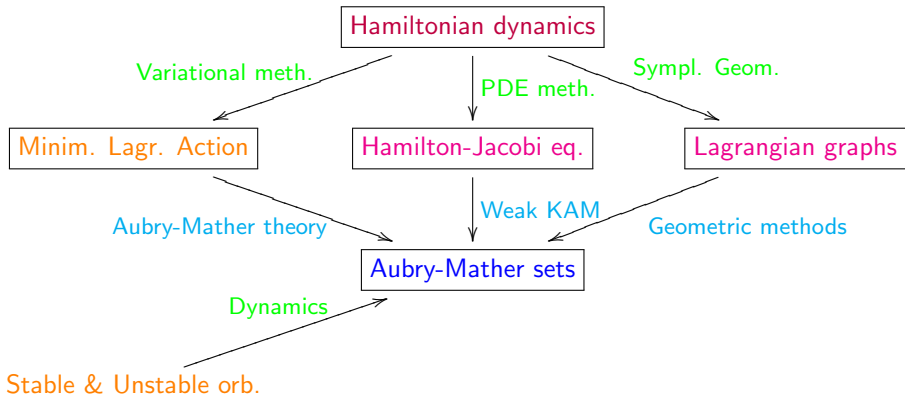 Hamiltonian dynamics
Variational meth.
PDE meth.
Sympl. Geom.
Minim. Lagr. Action
Hamilton-Jacobi eq.
Lagrangian graphs
Aubry-Mather theory
Weak KAM
Geometric methods
Aubry-Mather sets
Dynamics
Stable & Unstable orb.